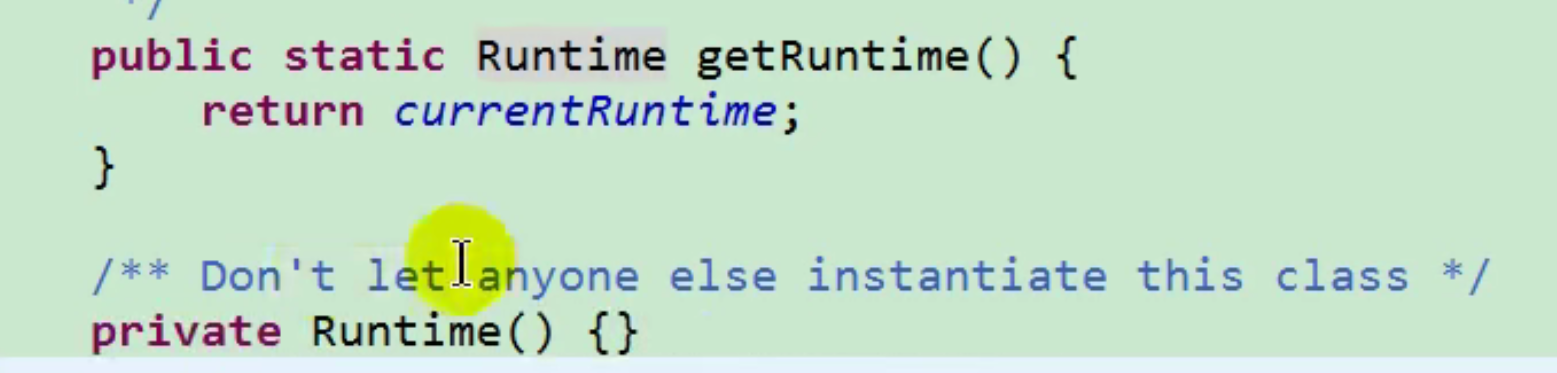 */
public static Runtime getRuntime() {
return currentRuntime;
}
/** Don't let anyone else instantiate this class */
private Runtime() {}